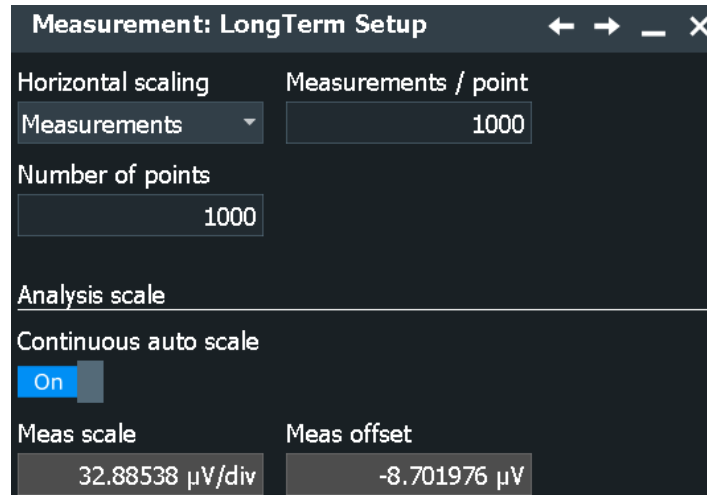 Measurement: LongTerm Setup
Horizontal scaling Measurements / point
Measurements 1000
Number of points
1000
Analysis scale
Continuous auto scale
On
Meas scale Meas offset
32.88538 µV/div -8.701976 µV